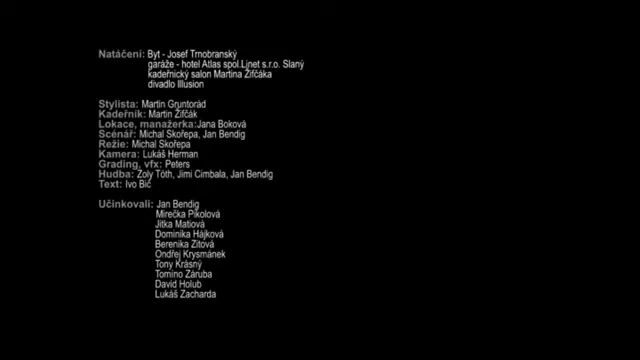 Natáčení: Byt - Josef Trnobranský
garáže - hotel Atlas spol.Linet s.r.o. Slaný
kadeřnický salon Martina Žifčáka
divadlo Illusion
Stylista: Martin Gruntorád
Kadeřník: Martin Žifčák
Lokace, manažerka:Jana Boková
Scénář: Michal Skořepa, Jan Bendig
Režie: Michal Skořepa
Kamera: Lukáš Herman
Grading, vfx: Peters
Hudba: Zoly Tóth, Jimi Cimbala, Jan Bendig
Text: Ivo Bič
Učinkovali: Jan Bendig
Mirečka Pikolová
Jitka Matiová
Dominika Hájková
Berenika Zitová
Ondřej Krysmánek
Tony Krásný
Tomino Záruba
David Holub
Lukáš Zacharda